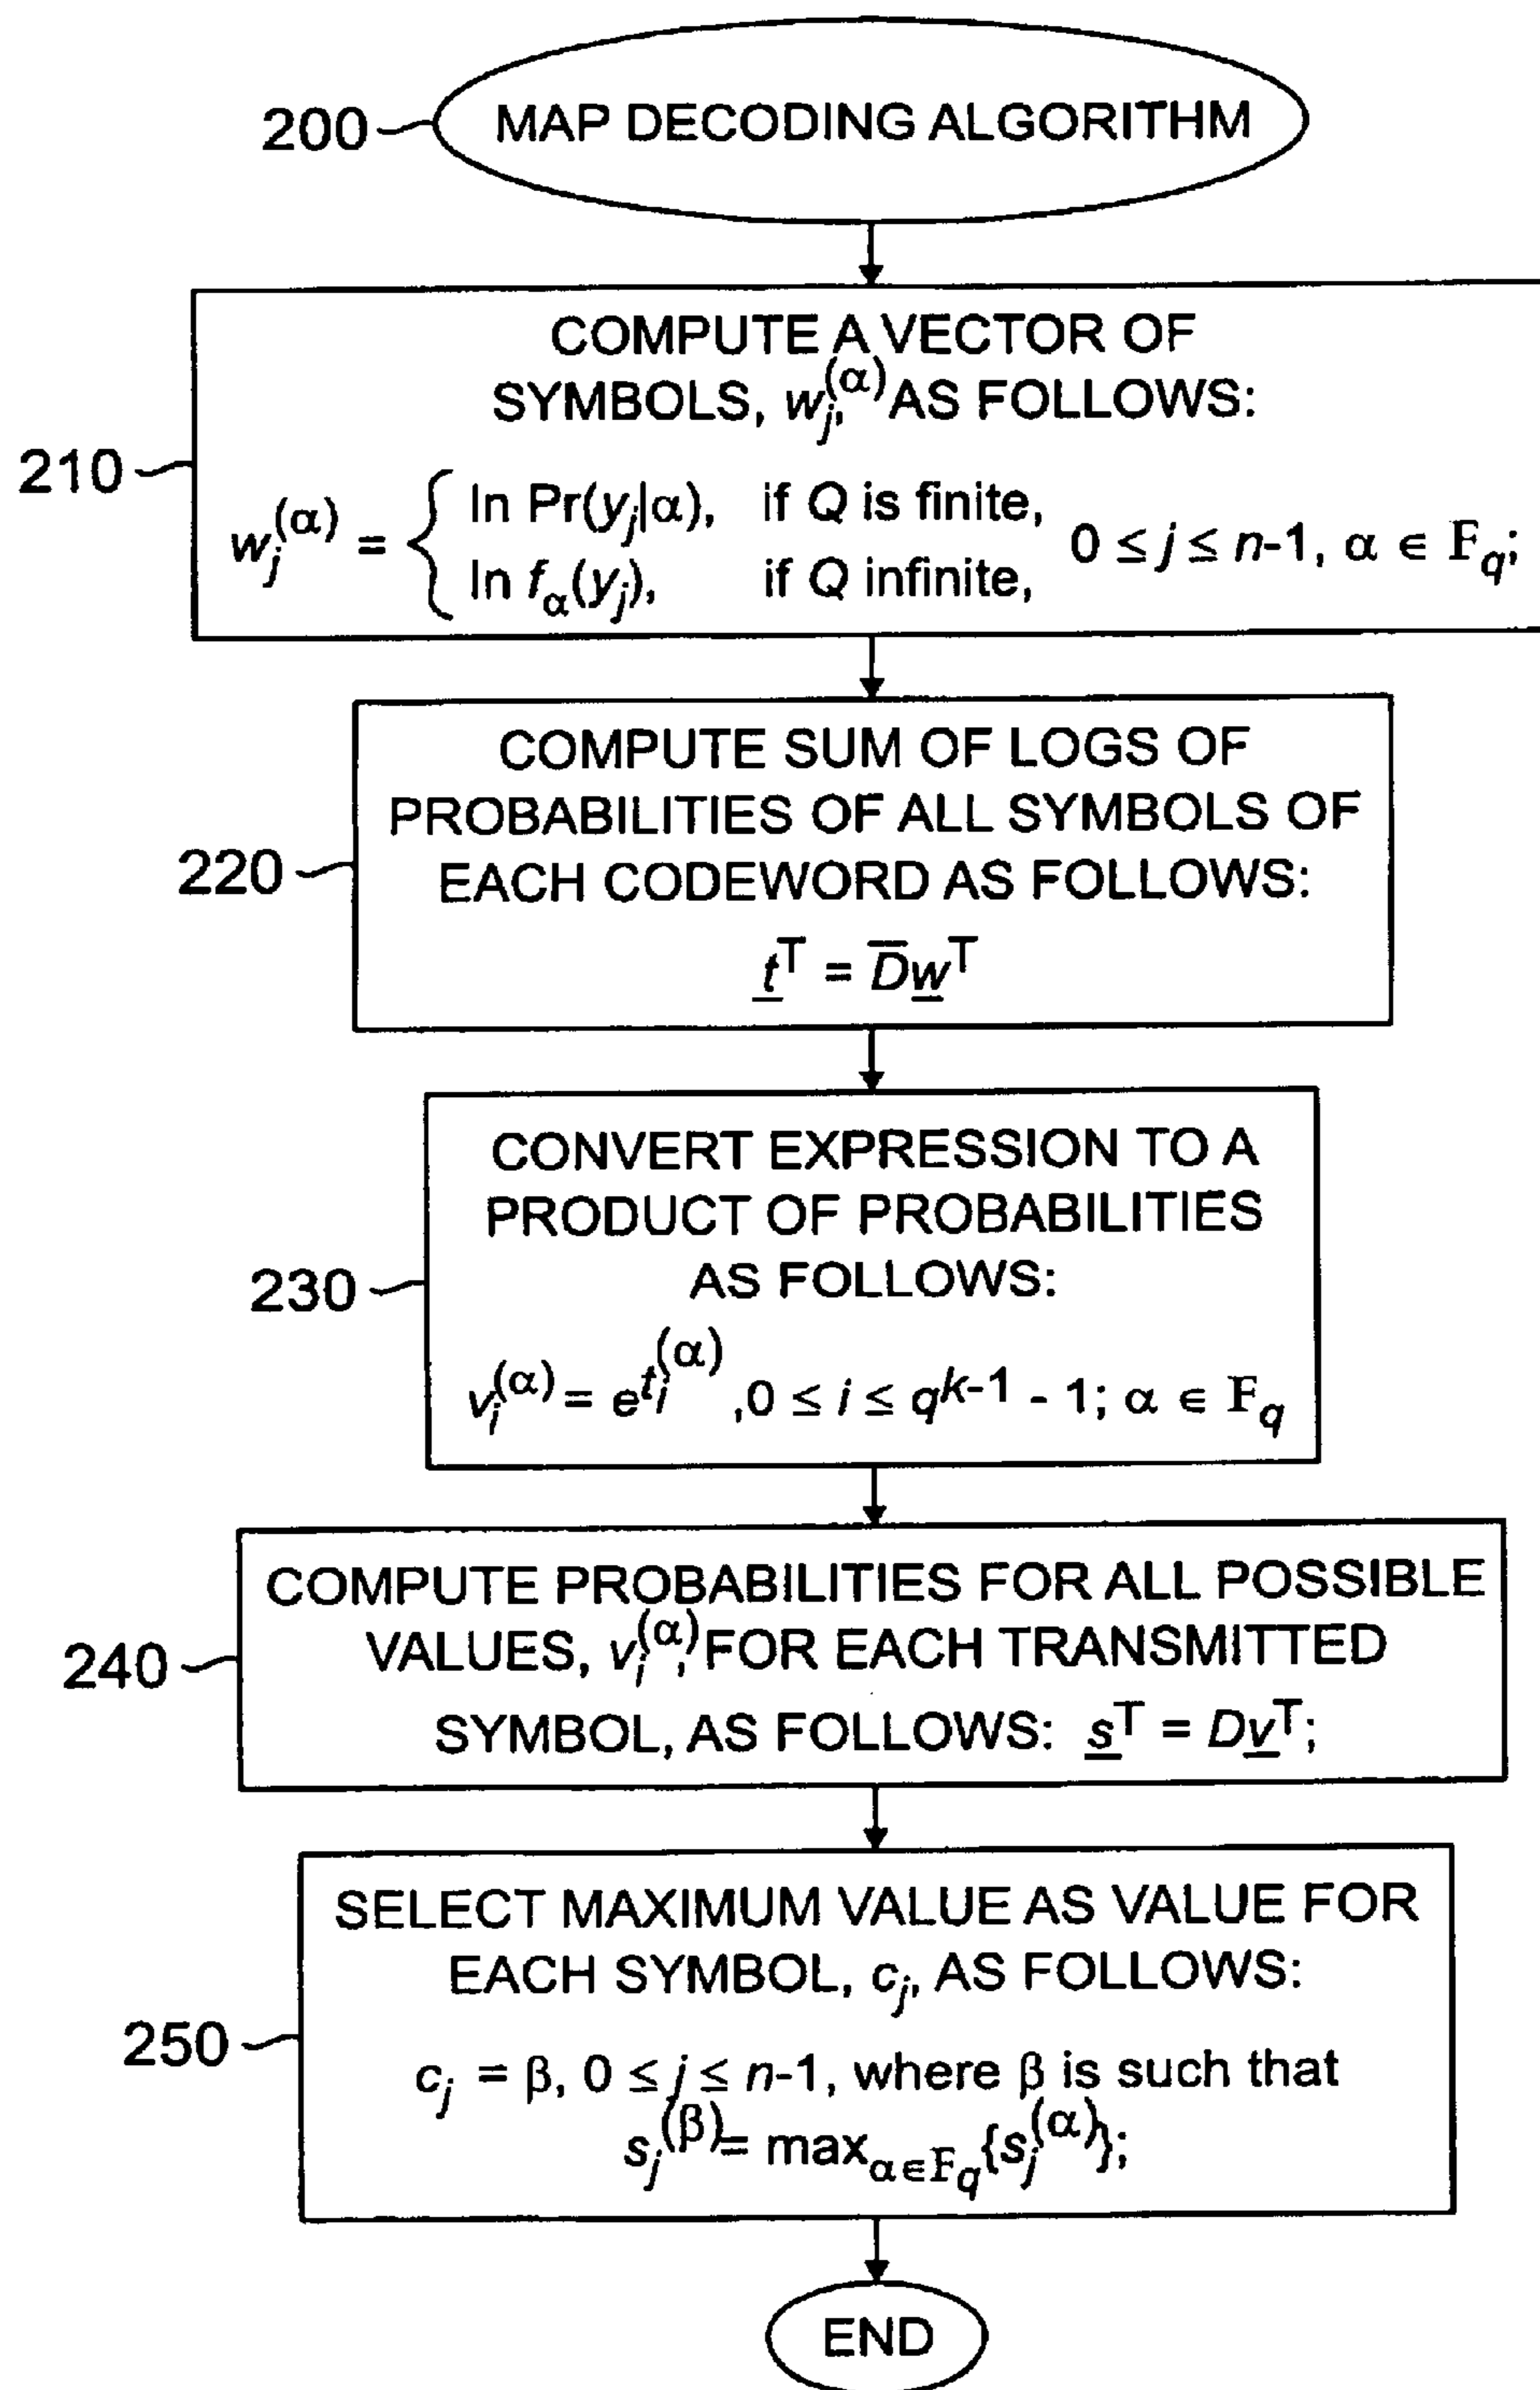 200
MAP DECODING ALGORITHM
210
COMPUTE A VECTOR OF
SYMBOLS, w_j^(α), AS FOLLOWS:
w_j^(α) = { ln Pr(y_j|α), if Q is finite,
ln f_α(y_j), if Q infinite,
0 ≤ j ≤ n-1, α ∈ F_q;
220
COMPUTE SUM OF LOGS OF
PROBABILITIES OF ALL SYMBOLS OF
EACH CODEWORD AS FOLLOWS:
t̲^T = D̅w̲^T
230
CONVERT EXPRESSION TO A
PRODUCT OF PROBABILITIES
AS FOLLOWS:
v_i^(α) = e^{t_i^(α)}, 0 ≤ i ≤ q^{k-1} - 1; α ∈ F_q
240
COMPUTE PROBABILITIES FOR ALL POSSIBLE
VALUES, v_i^(α), FOR EACH TRANSMITTED
SYMBOL, AS FOLLOWS: s̲^T = Dv̲^T;
250
SELECT MAXIMUM VALUE AS VALUE FOR
EACH SYMBOL, c_j, AS FOLLOWS:
c_j = β, 0 ≤ j ≤ n-1, where β is such that
s_j^(β) = max_{α∈F_q}{s_j^(α)};
END